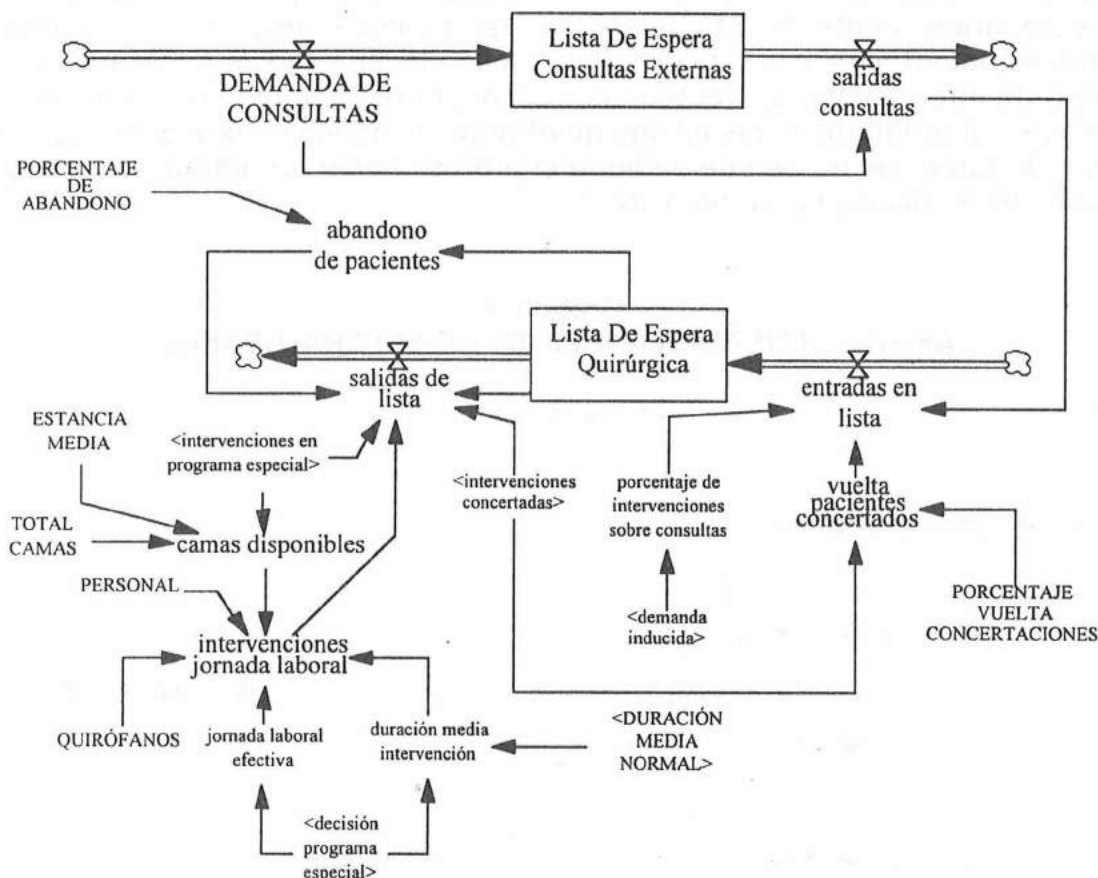 Lista De Espera
Consultas Externas
DEMANDA DE
CONSULTAS
salidas
consultas
PORCENTAJE
DE
ABANDONO
abandono
de pacientes
Lista De Espera
Quirúrgica
salidas de
lista
entradas en
lista
ESTANCIA
MEDIA
<intervenciones en
programa especial>
<intervenciones
concertadas>
porcentaje de
intervenciones
sobre consultas
vuelta
pacientes
concertados
TOTAL
CAMAS
camas disponibles
PERSONAL
<demanda
inducida>
PORCENTAJE
VUELTA
CONCERTACIONES
intervenciones
jornada laboral
QUIRÓFANOS
jornada laboral
efectiva
duración media
intervención
<DURACIÓN
MEDIA
NORMAL>
<decisión
programa
especial>